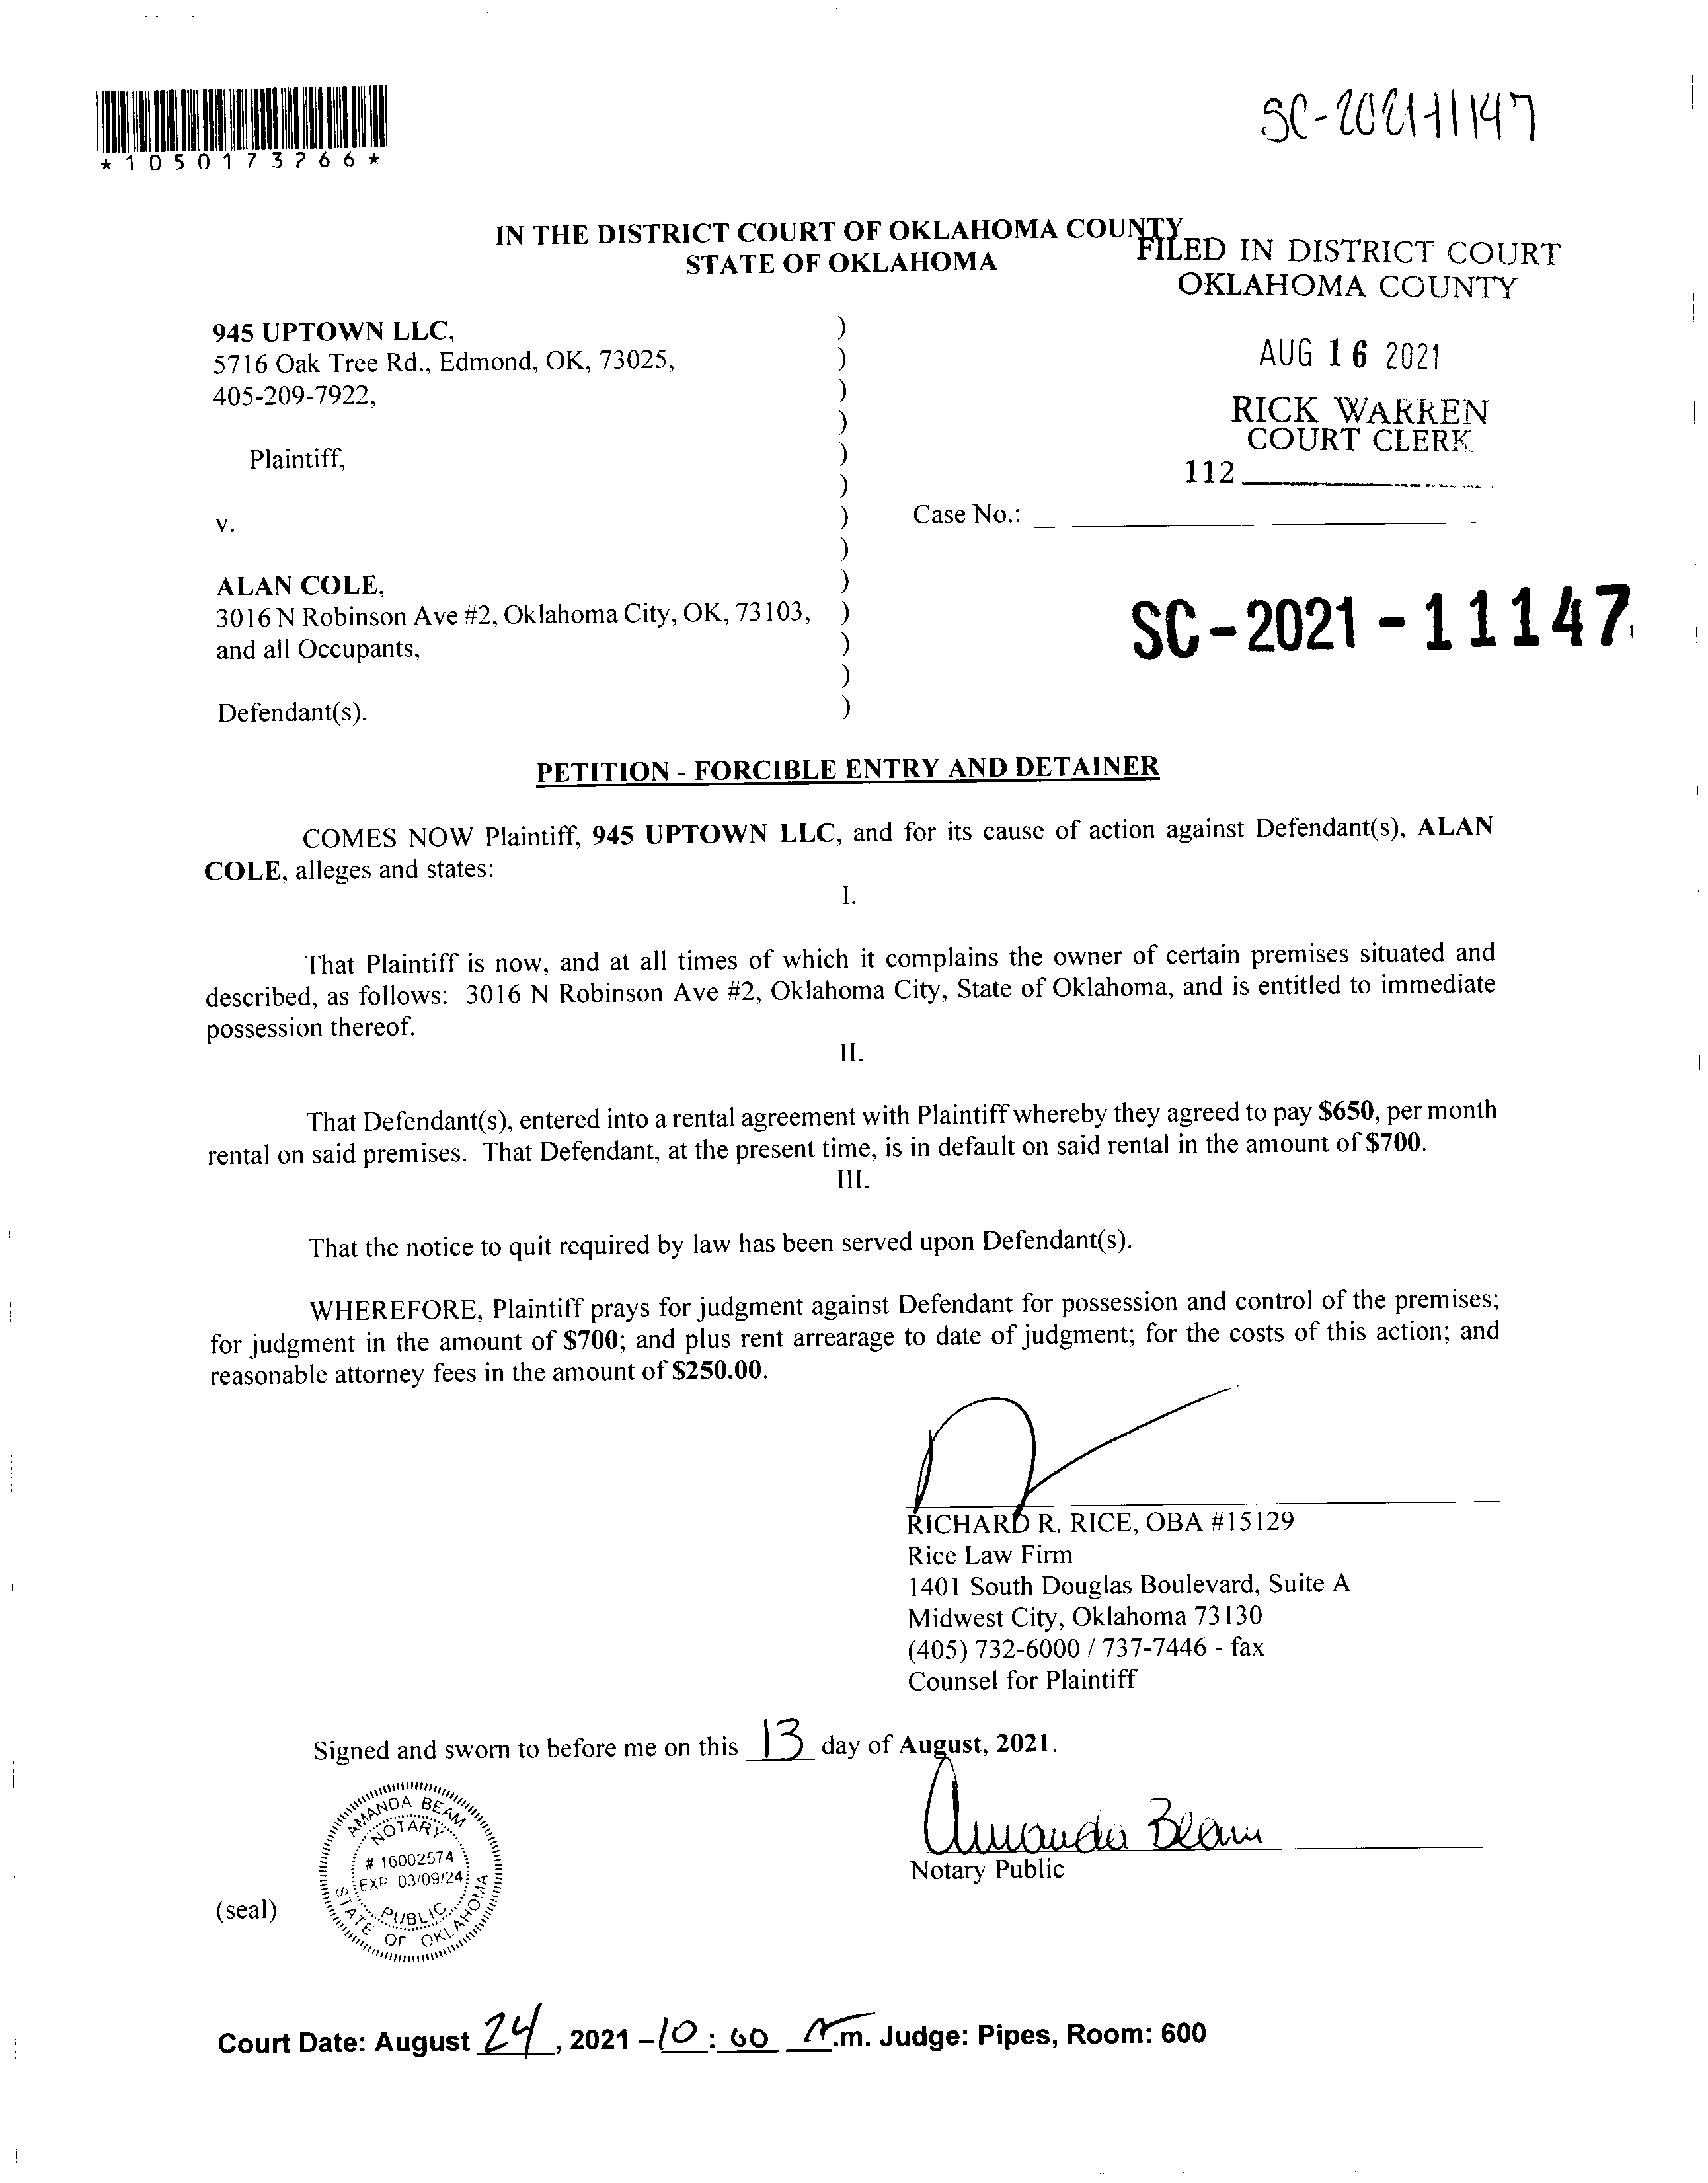 *1050173266*
SC-2021-11147
IN THE DISTRICT COURT OF OKLAHOMA COUNTY
STATE OF OKLAHOMA
FILED IN DISTRICT COURT
OKLAHOMA COUNTY
AUG 16 2021
RICK WARREN
COURT CLERK
112
945 UPTOWN LLC, )
5716 Oak Tree Rd., Edmond, OK, 73025, )
405-209-7922, )
)
Plaintiff, )
)
v. ) Case No.:
)
ALAN COLE, )
3016 N Robinson Ave #2, Oklahoma City, OK, 73103, )
and all Occupants, )
)
Defendant(s). )
SC-2021-11147
PETITION - FORCIBLE ENTRY AND DETAINER
COMES NOW Plaintiff, 945 UPTOWN LLC, and for its cause of action against Defendant(s), ALAN
COLE, alleges and states:
I.
That Plaintiff is now, and at all times of which it complains the owner of certain premises situated and
described, as follows: 3016 N Robinson Ave #2, Oklahoma City, State of Oklahoma, and is entitled to immediate
possession thereof.
II.
That Defendant(s), entered into a rental agreement with Plaintiff whereby they agreed to pay $650, per month
rental on said premises. That Defendant, at the present time, is in default on said rental in the amount of $700.
III.
That the notice to quit required by law has been served upon Defendant(s).
WHEREFORE, Plaintiff prays for judgment against Defendant for possession and control of the premises;
for judgment in the amount of $700; and plus rent arrearage to date of judgment; for the costs of this action; and
reasonable attorney fees in the amount of $250.00.
RICHARD R. RICE, OBA #15129
Rice Law Firm
1401 South Douglas Boulevard, Suite A
Midwest City, Oklahoma 73130
(405) 732-6000 / 737-7446 - fax
Counsel for Plaintiff
Signed and sworn to before me on this 13 day of August, 2021.
Amanda Beam
Notary Public
(seal)
AMANDA BEAM
NOTARY
# 16002574
EXP. 03/09/24
PUBLIC
STATE OF OKLAHOMA
Court Date: August 24, 2021 – 10:00 A.m. Judge: Pipes, Room: 600